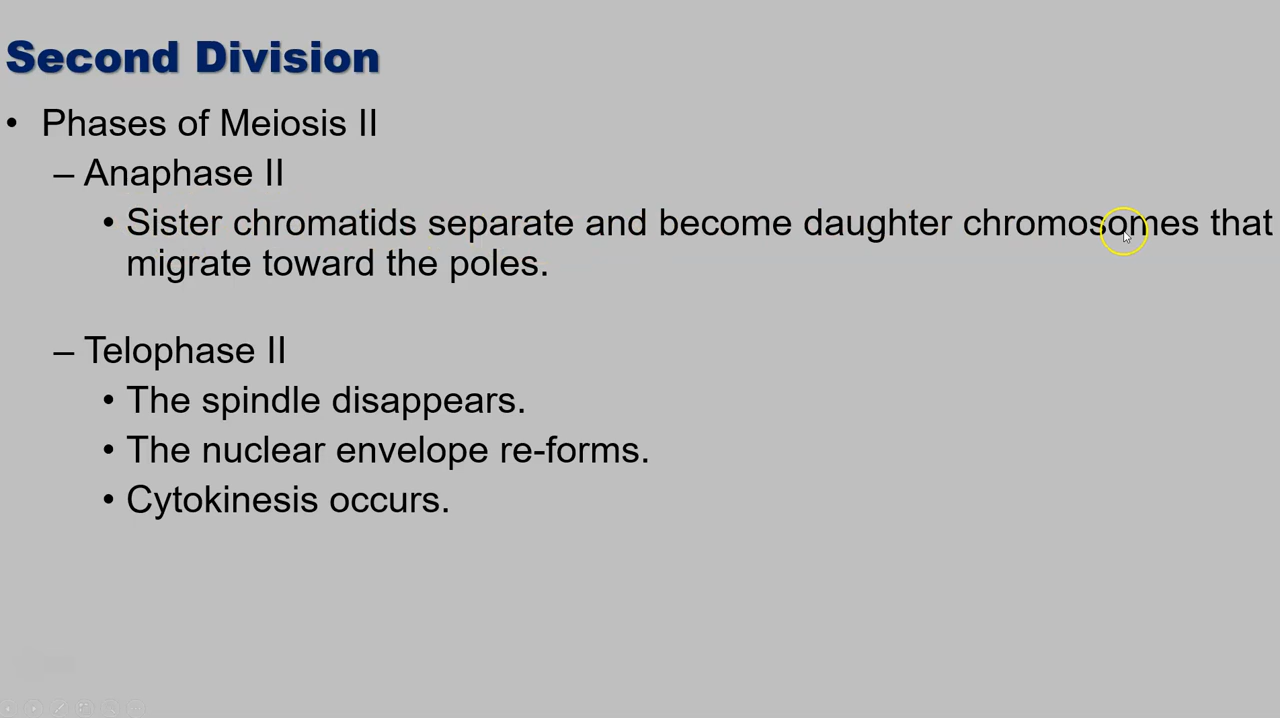 Second Division
• Phases of Meiosis II
– Anaphase II
• Sister chromatids separate and become daughter chromosomes that
migrate toward the poles.
– Telophase II
• The spindle disappears.
• The nuclear envelope re-forms.
• Cytokinesis occurs.